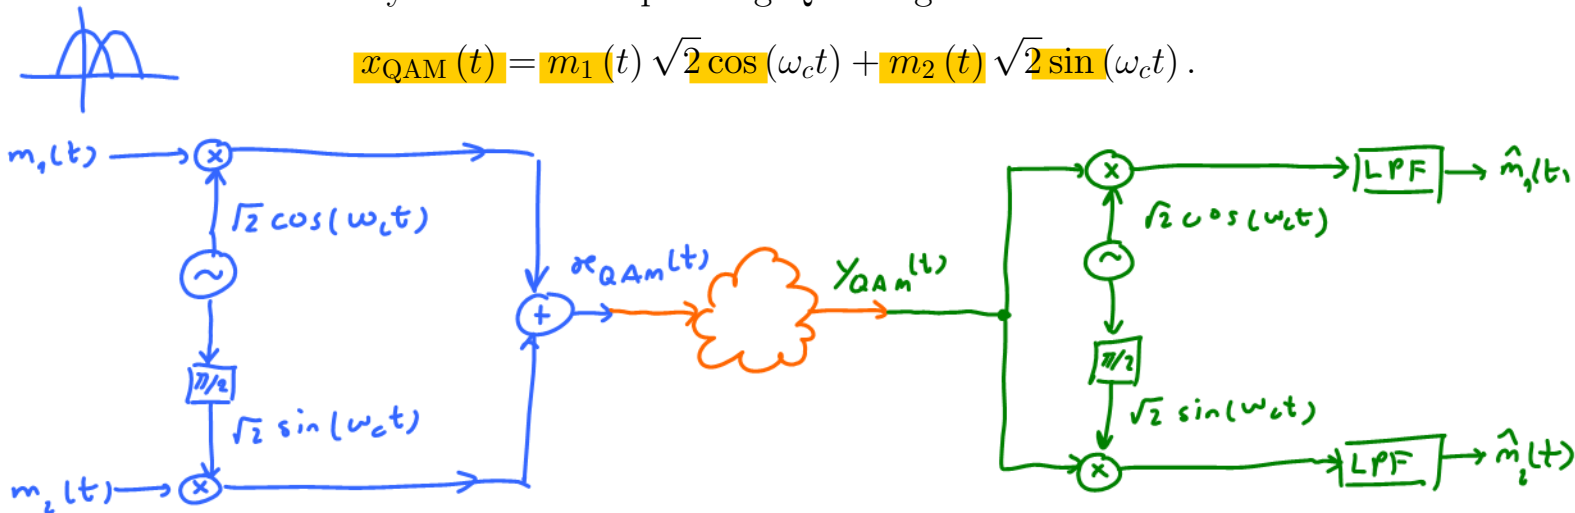 x_QAM (t) = m_1 (t) √2 cos (ω_c t) + m_2 (t) √2 sin (ω_c t) .
m_1(t)
×
√2 cos(ω_c t)
~
π/2
√2 sin(ω_c t)
m_2(t)
×
+
x_QAM(t)
y_QAM(t)
×
LPF
m̂_1(t)
√2 cos(ω_c t)
~
π/2
√2 sin(ω_c t)
×
LPF
m̂_2(t)